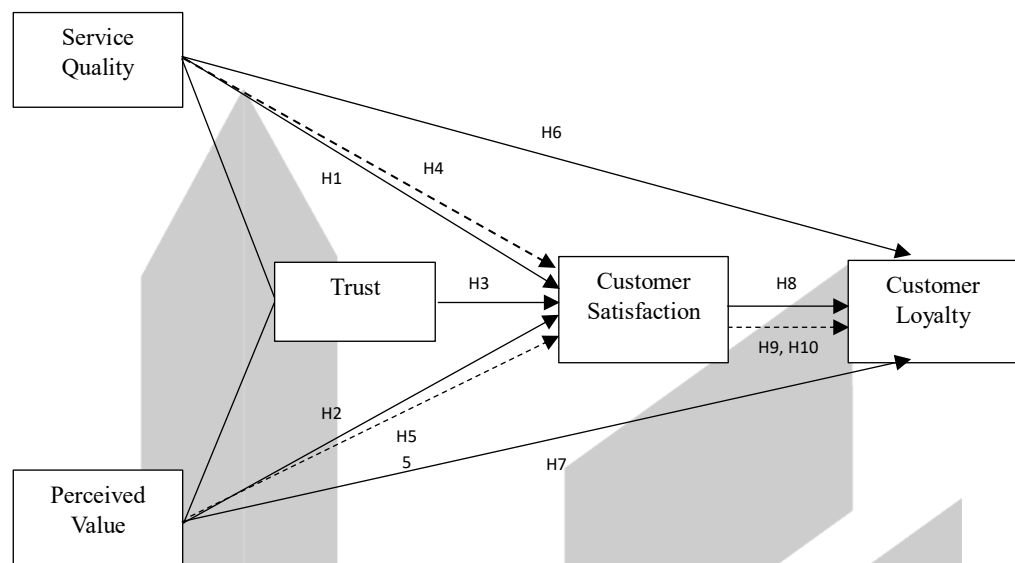 Service
Quality
H6
H4
H1
Trust
H3
Customer
Satisfaction
H8
H9, H10
Customer
Loyalty
H2
H5
5
H7
Perceived
Value